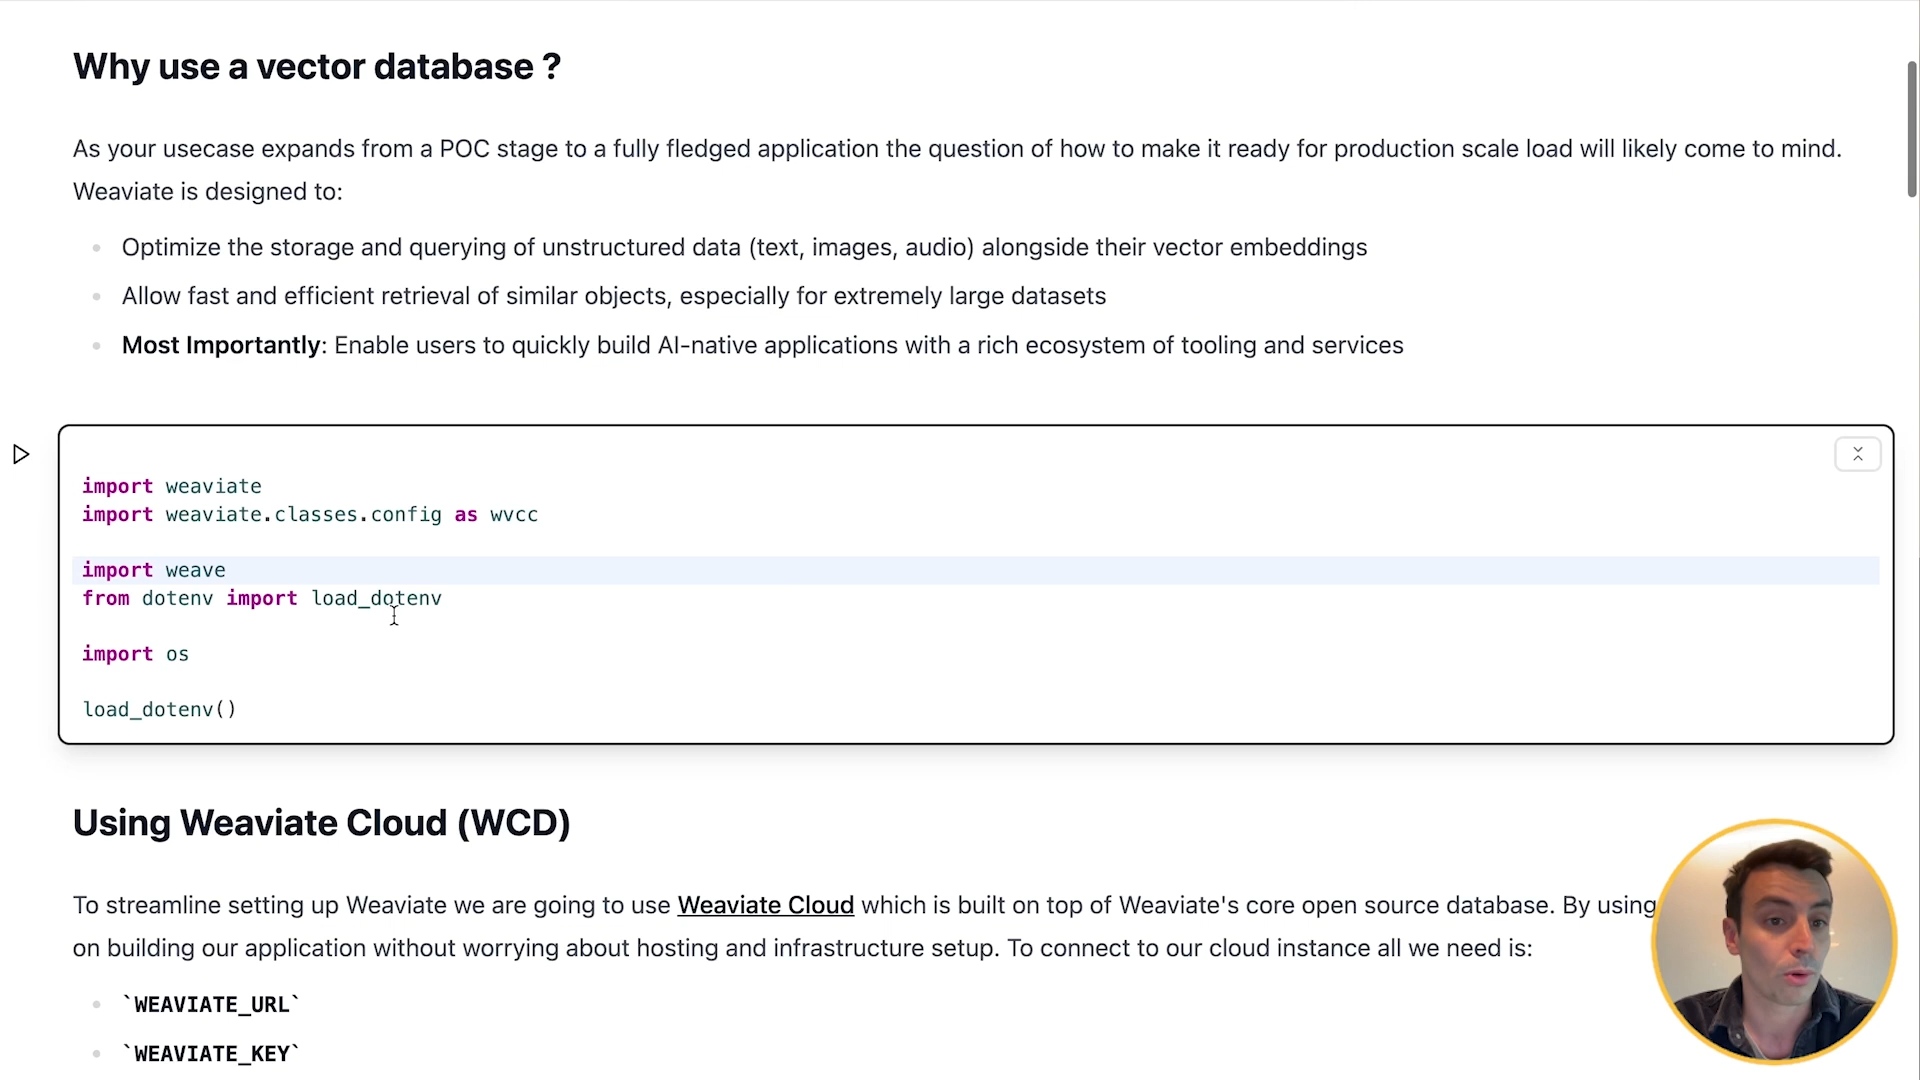 Why use a vector database ?
As your usecase expands from a POC stage to a fully fledged application the question of how to make it ready for production scale load will likely come to mind.
Weaviate is designed to:
Optimize the storage and querying of unstructured data (text, images, audio) alongside their vector embeddings
Allow fast and efficient retrieval of similar objects, especially for extremely large datasets
Most Importantly: Enable users to quickly build AI-native applications with a rich ecosystem of tooling and services
import weaviate
import weaviate.classes.config as wvcc
import weave
from dotenv import load_dotenv
import os
load_dotenv()
Using Weaviate Cloud (WCD)
To streamline setting up Weaviate we are going to use Weaviate Cloud which is built on top of Weaviate's core open source database. By using
on building our application without worrying about hosting and infrastructure setup. To connect to our cloud instance all we need is:
`WEAVIATE_URL`
`WEAVIATE_KEY`